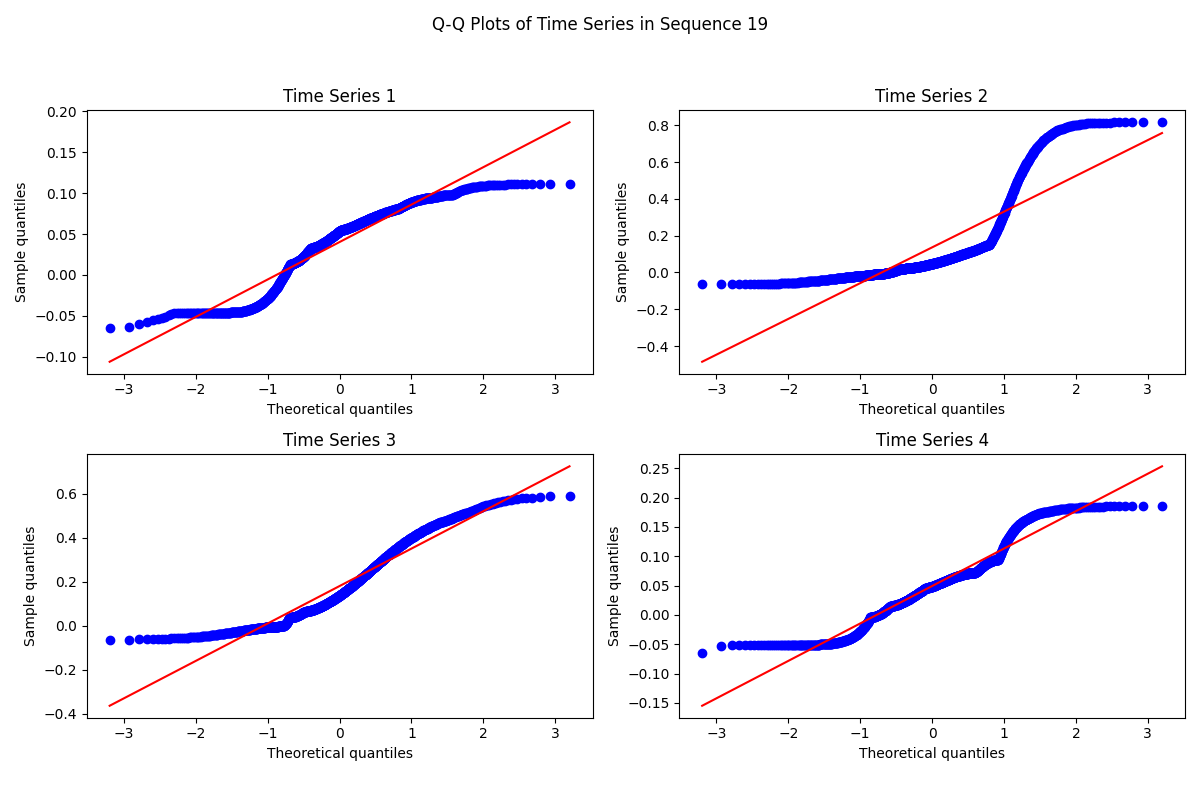 Q-Q Plots of Time Series in Sequence 19
Time Series 1
0.20
0.15
0.10
0.05
0.00
−0.05
−0.10
Sample quantiles
−3 −2 −1 0 1 2 3
Theoretical quantiles
Time Series 2
0.8
0.6
0.4
0.2
0.0
−0.2
−0.4
Sample quantiles
−3 −2 −1 0 1 2 3
Theoretical quantiles
Time Series 3
0.6
0.4
0.2
0.0
−0.2
−0.4
Sample quantiles
−3 −2 −1 0 1 2 3
Theoretical quantiles
Time Series 4
0.25
0.20
0.15
0.10
0.05
0.00
−0.05
−0.10
−0.15
Sample quantiles
−3 −2 −1 0 1 2 3
Theoretical quantiles